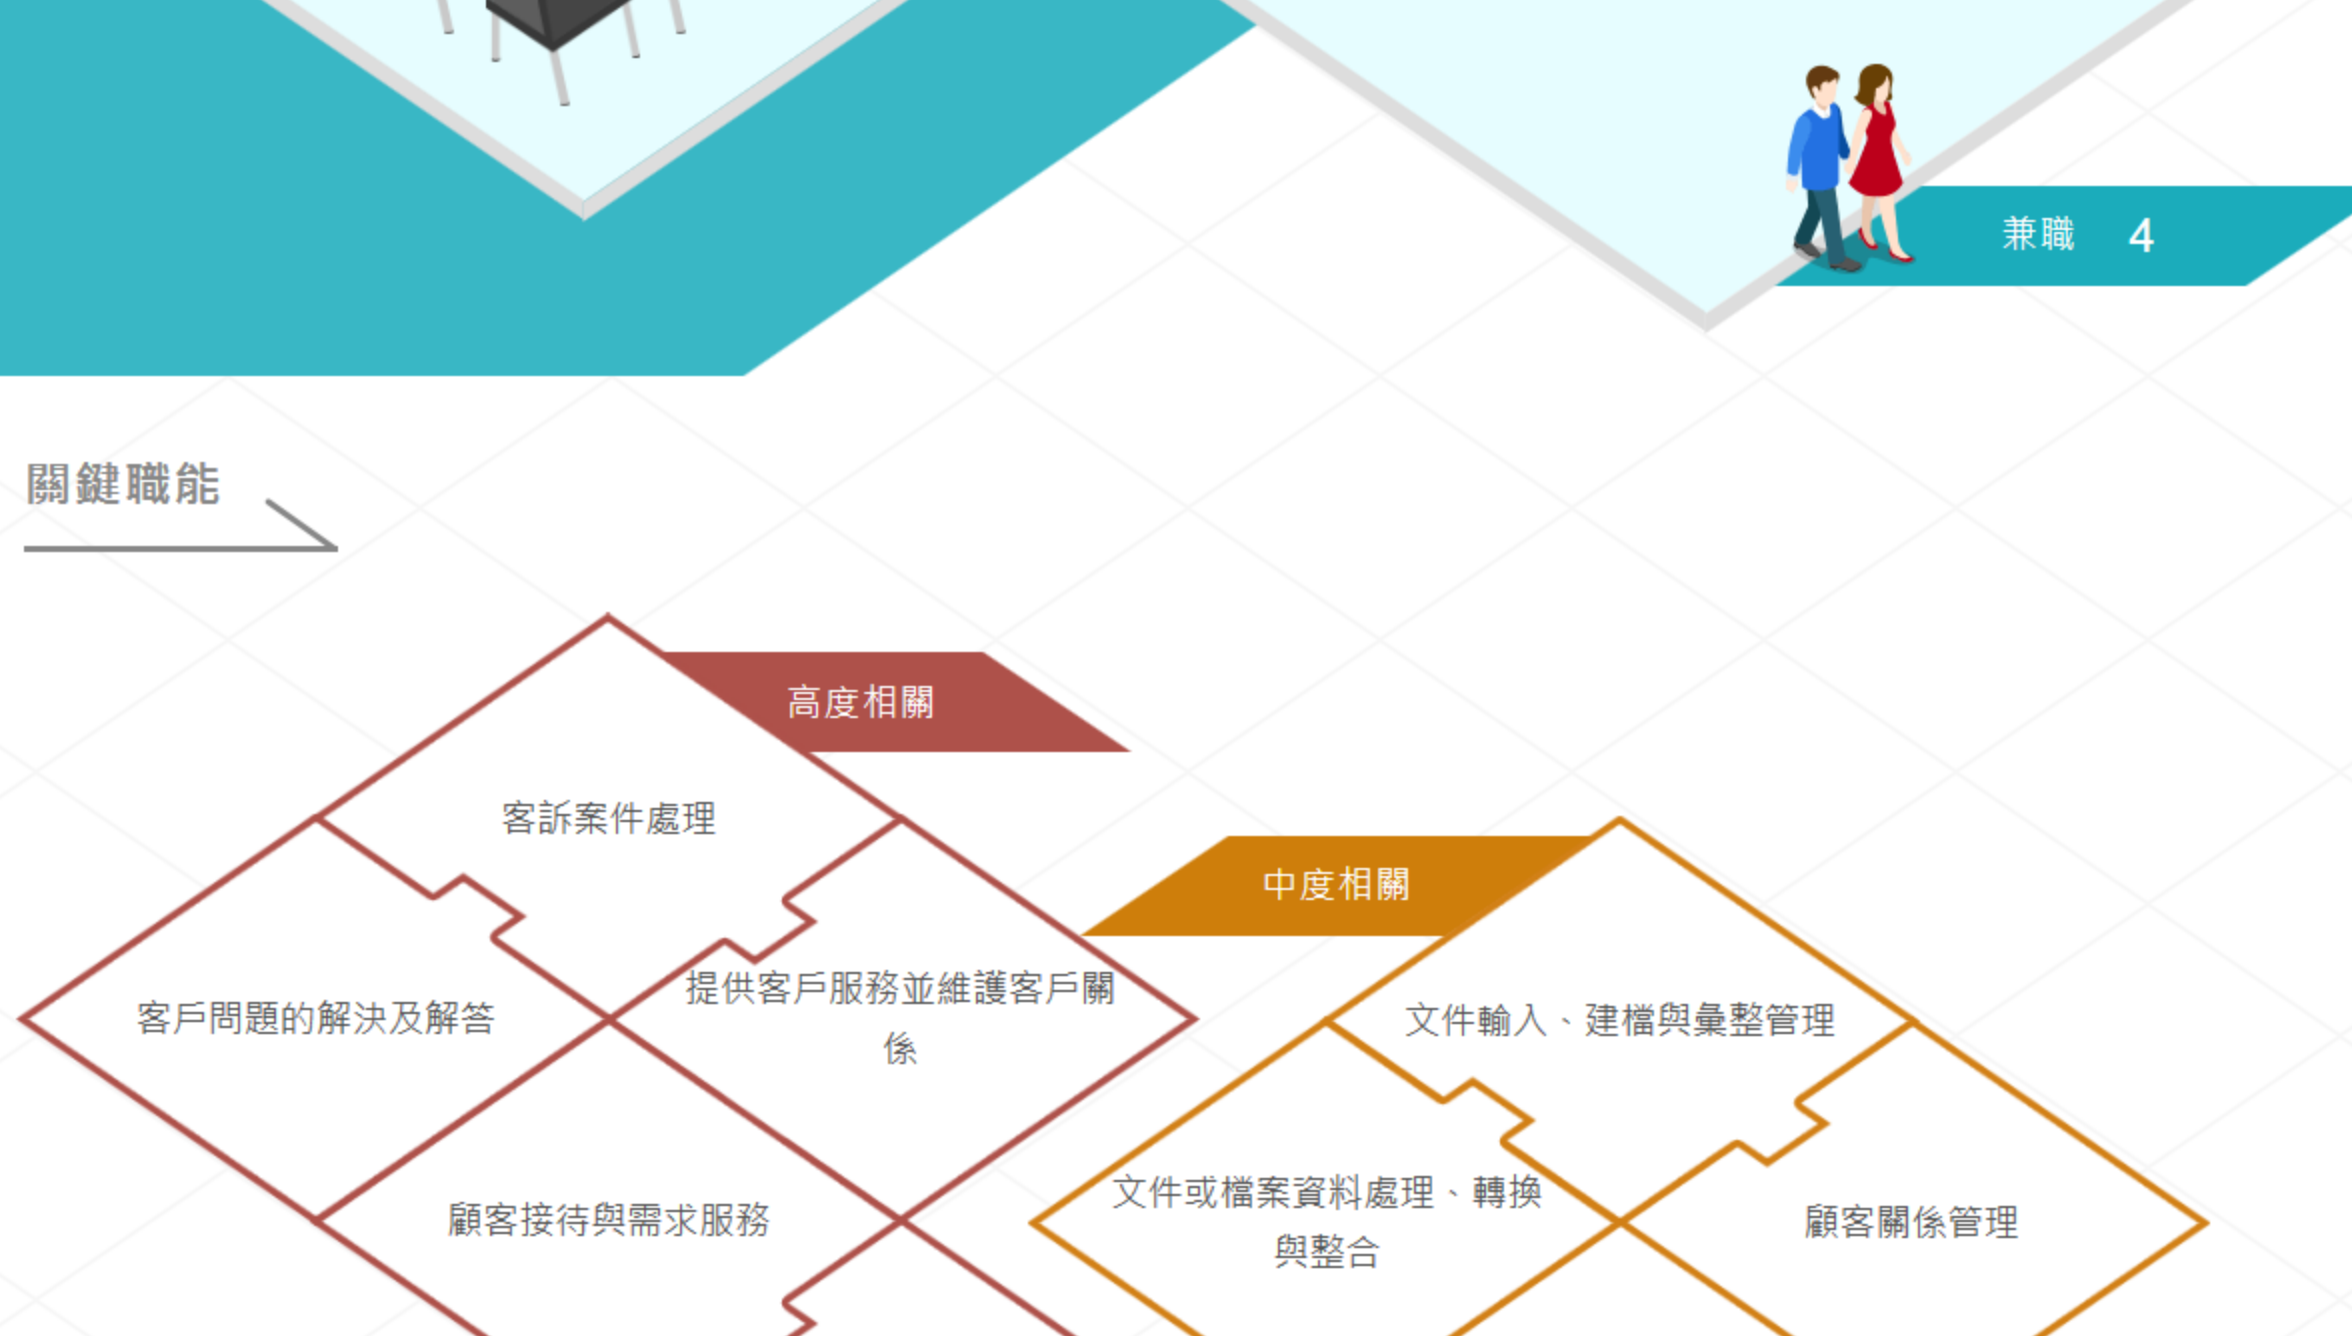 兼職 4
關鍵職能
高度相關
客訴案件處理
客戶問題的解決及解答
提供客戶服務並維護客戶關
係
顧客接待與需求服務
中度相關
文件輸入、建檔與彙整管理
文件或檔案資料處理、轉換
與整合
顧客關係管理